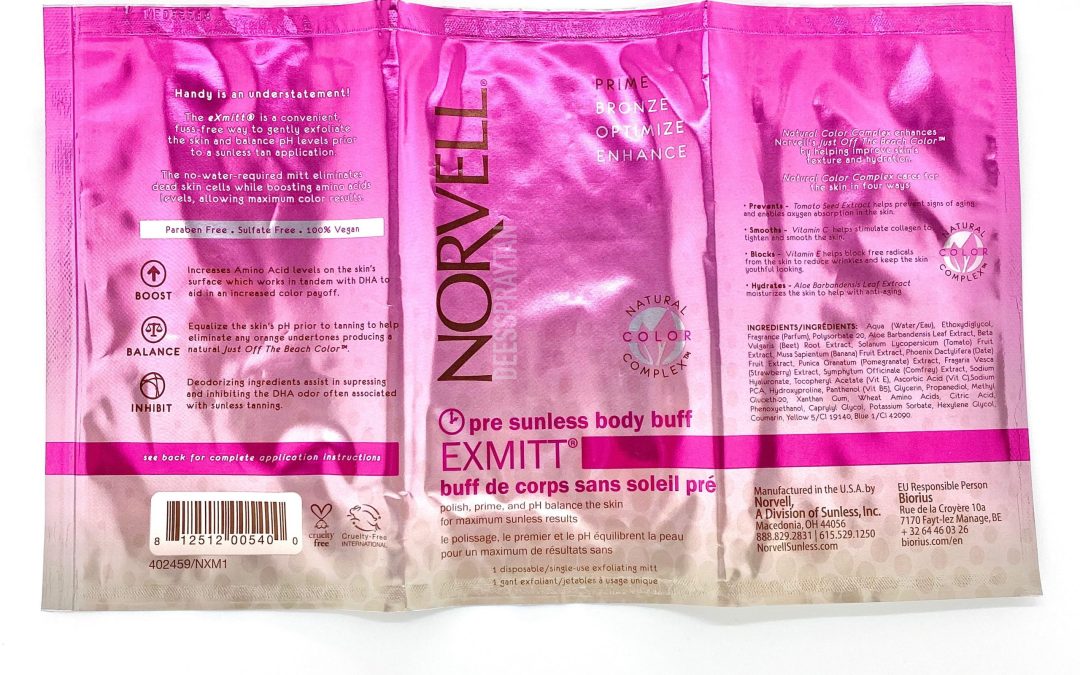 Handy is an understatement!
The eXmitt® is a convenient,
fuss-free way to gently exfoliate
the skin and balance pH levels prior
to a sunless tan application.
The no-water-required mitt eliminates
dead skin cells while boosting amino acids
levels, allowing maximum color results.
Paraben Free . Sulfate Free . 100% Vegan
BOOST
Increases Amino Acid levels on the skin's
surface which works in tandem with DHA to
aid in an increased color payoff.
BALANCE
Equalize the skin's pH prior to tanning to help
eliminate any orange undertones producing a
natural Just Off The Beach Color™.
INHIBIT
Deodorizing ingredients assist in supressing
and inhibiting the DHA odor often associated
with sunless tanning.
see back for complete application instructions
8 12512 00540 0
402459/NXM1
cruelty
free
Cruelty-Free
INTERNATIONAL
NORVELL®
PRIME
BRONZE
OPTIMIZE
ENHANCE
NATURAL
COLOR
COMPLEX™
pre sunless body buff
EXMITT®
buff de corps sans soleil pré
polish, prime, and pH balance the skin
for maximum sunless results
le polissage, le premier et le pH équilibrent la peau
pour un maximum de résultats sans
1 disposable/single-use exfoliating mitt
1 gant exfoliant/jetables à usage unique
Natural Color Complex enhances
Norvell's Just Off The Beach Color™
by helping improve skin's
texture and hydration.
Natural Color Complex cares for
the skin in four ways:
• Prevents - Tomato Seed Extract helps prevent signs of aging
and enables oxygen absorption in the skin.
• Smooths - Vitamin C helps stimulate collagen to
tighten and smooth the skin.
• Blocks - Vitamin E helps block free radicals
from the skin to reduce wrinkles and keep the skin
youthful looking.
• Hydrates - Aloe Barbandensis Leaf Extract
moisturizes the skin to help with anti-aging.
NATURAL
COLOR
COMPLEX™
INGREDIENTS/INGRÉDIENTS: Aqua (Water/Eau), Ethoxydiglycol,
Fragrance (Parfum), Polysorbate 20, Aloe Barbandensis Leaf Extract, Beta
Vulgaris (Beet) Root Extract, Solanum Lycopersicum (Tomato) Fruit
Extract, Musa Sapientum (Banana) Fruit Extract, Phoenix Dactylifera (Date)
Fruit Extract, Punica Granatum (Pomegranate) Extract, Fragaria Vesca
(Strawberry) Extract, Symphytum Officinale (Comfrey) Extract, Sodium
Hyaluronate, Tocopheryl Acetate (Vit E), Ascorbic Acid (Vit C),Sodium
PCA, Hydroxyproline, Panthenol (Vit B5), Glycerin, Propanediol, Methyl
Gluceth-20, Xanthan Gum, Wheat Amino Acids, Citric Acid,
Phenoxyethanol, Caprylyl Glycol, Potassium Sorbate, Hexylene Glycol,
Coumarin, Yellow 5/CI 19140, Blue 1/CI 42090.
Manufactured in the U.S.A. by
Norvell,
A Division of Sunless, Inc.
Macedonia, OH 44056
888.829.2831 | 615.529.1250
NorvellSunless.com
EU Responsible Person
Biorius
Rue de la Croyère 10a
7170 Fayt-lez Manage, BE
+ 32 64 46 03 26
biorius.com/en